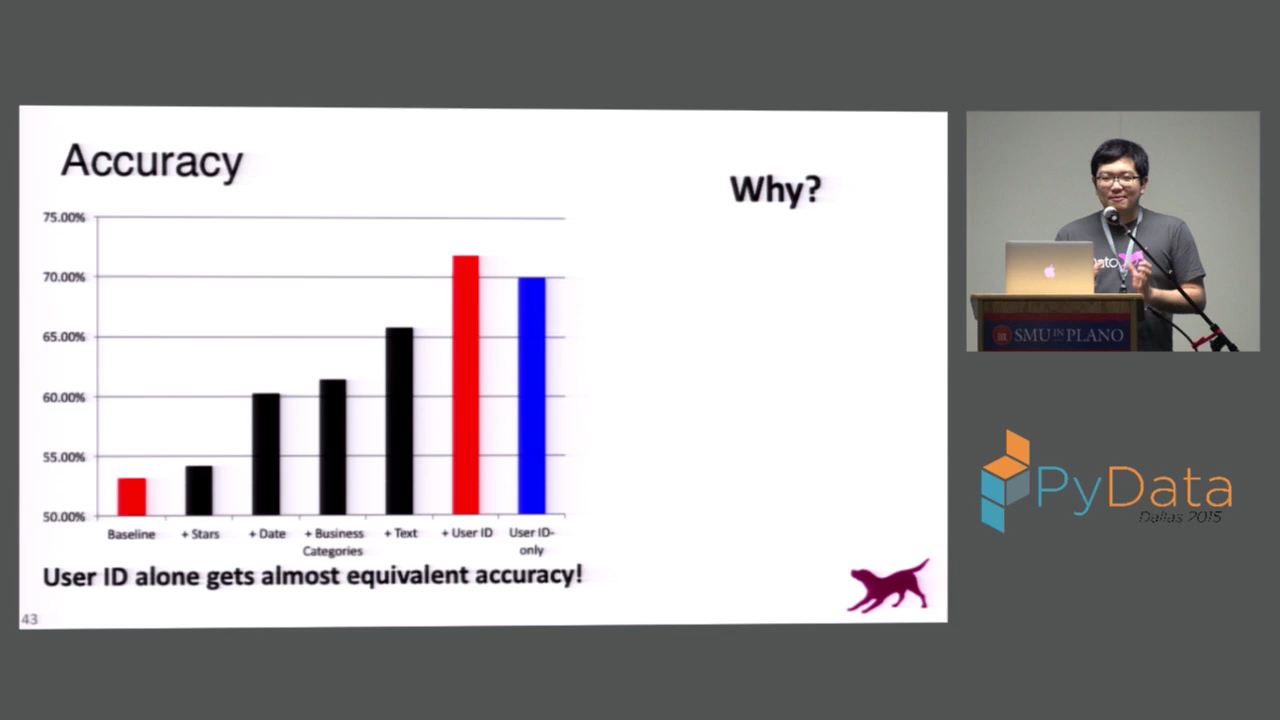 Accuracy
Why?
75.00%
70.00%
65.00%
60.00%
55.00%
50.00%
Baseline
+ Stars
+ Date
+ Business
Categories
+ Text
+ User ID
User ID-
only
User ID alone gets almost equivalent accuracy!
43
ato
SMU IN PLANO
PyData
Dallas 2015